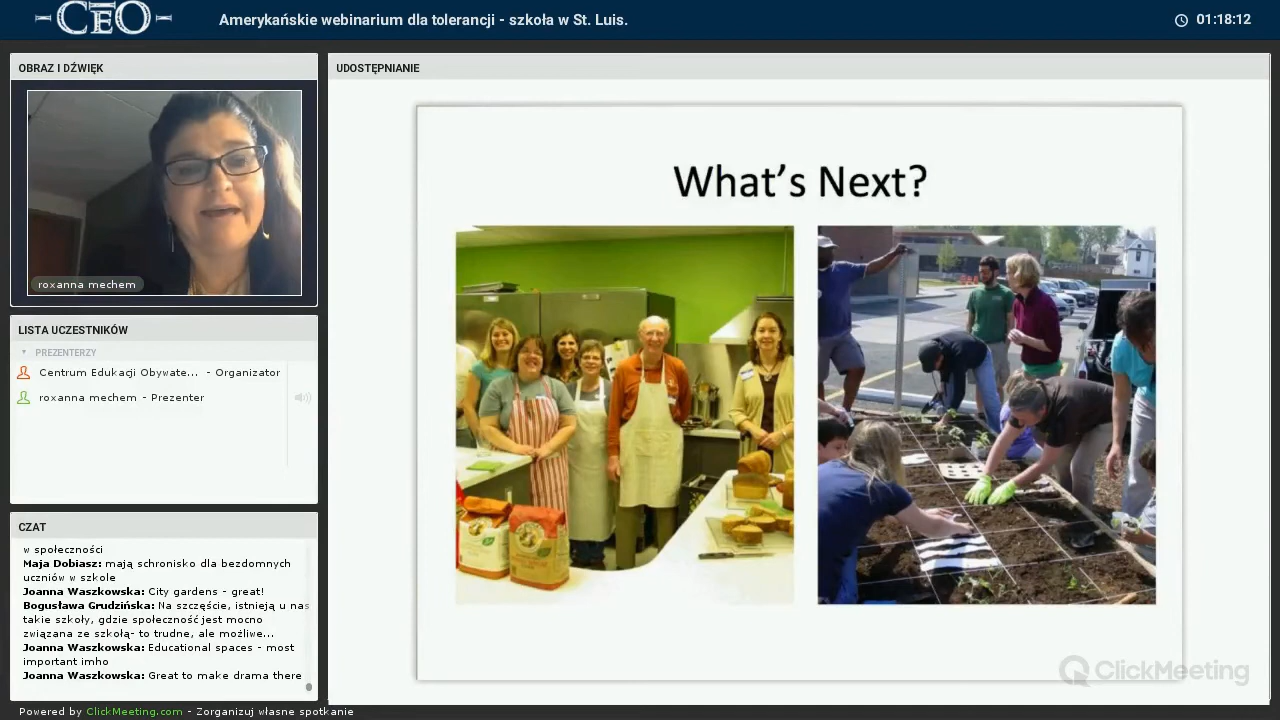 CEO
Amerykańskie webinarium dla tolerancji - szkoła w St. Luis.
01:18:12
OBRAZ I DŹWIĘK
roxanna mechem
LISTA UCZESTNIKÓW
PREZENTERZY
Centrum Edukacji Obywate... - Organizator
roxanna mechem - Prezenter
CZAT
w społeczności
Maja Dobiasz: mają schronisko dla bezdomnych
uczniów w szkole
Joanna Waszkowska: City gardens - great!
Bogusława Grudzińska: Na szczęście, istnieją u nas
takie szkoły, gdzie społeczność jest mocno
związana ze szkołą- to trudne, ale możliwe...
Joanna Waszkowska: Educational spaces - most
important imho
Joanna Waszkowska: Great to make drama there
UDOSTĘPNIANIE
What's Next?
ClickMeeting
Powered by ClickMeeting.com - Zorganizuj własne spotkanie